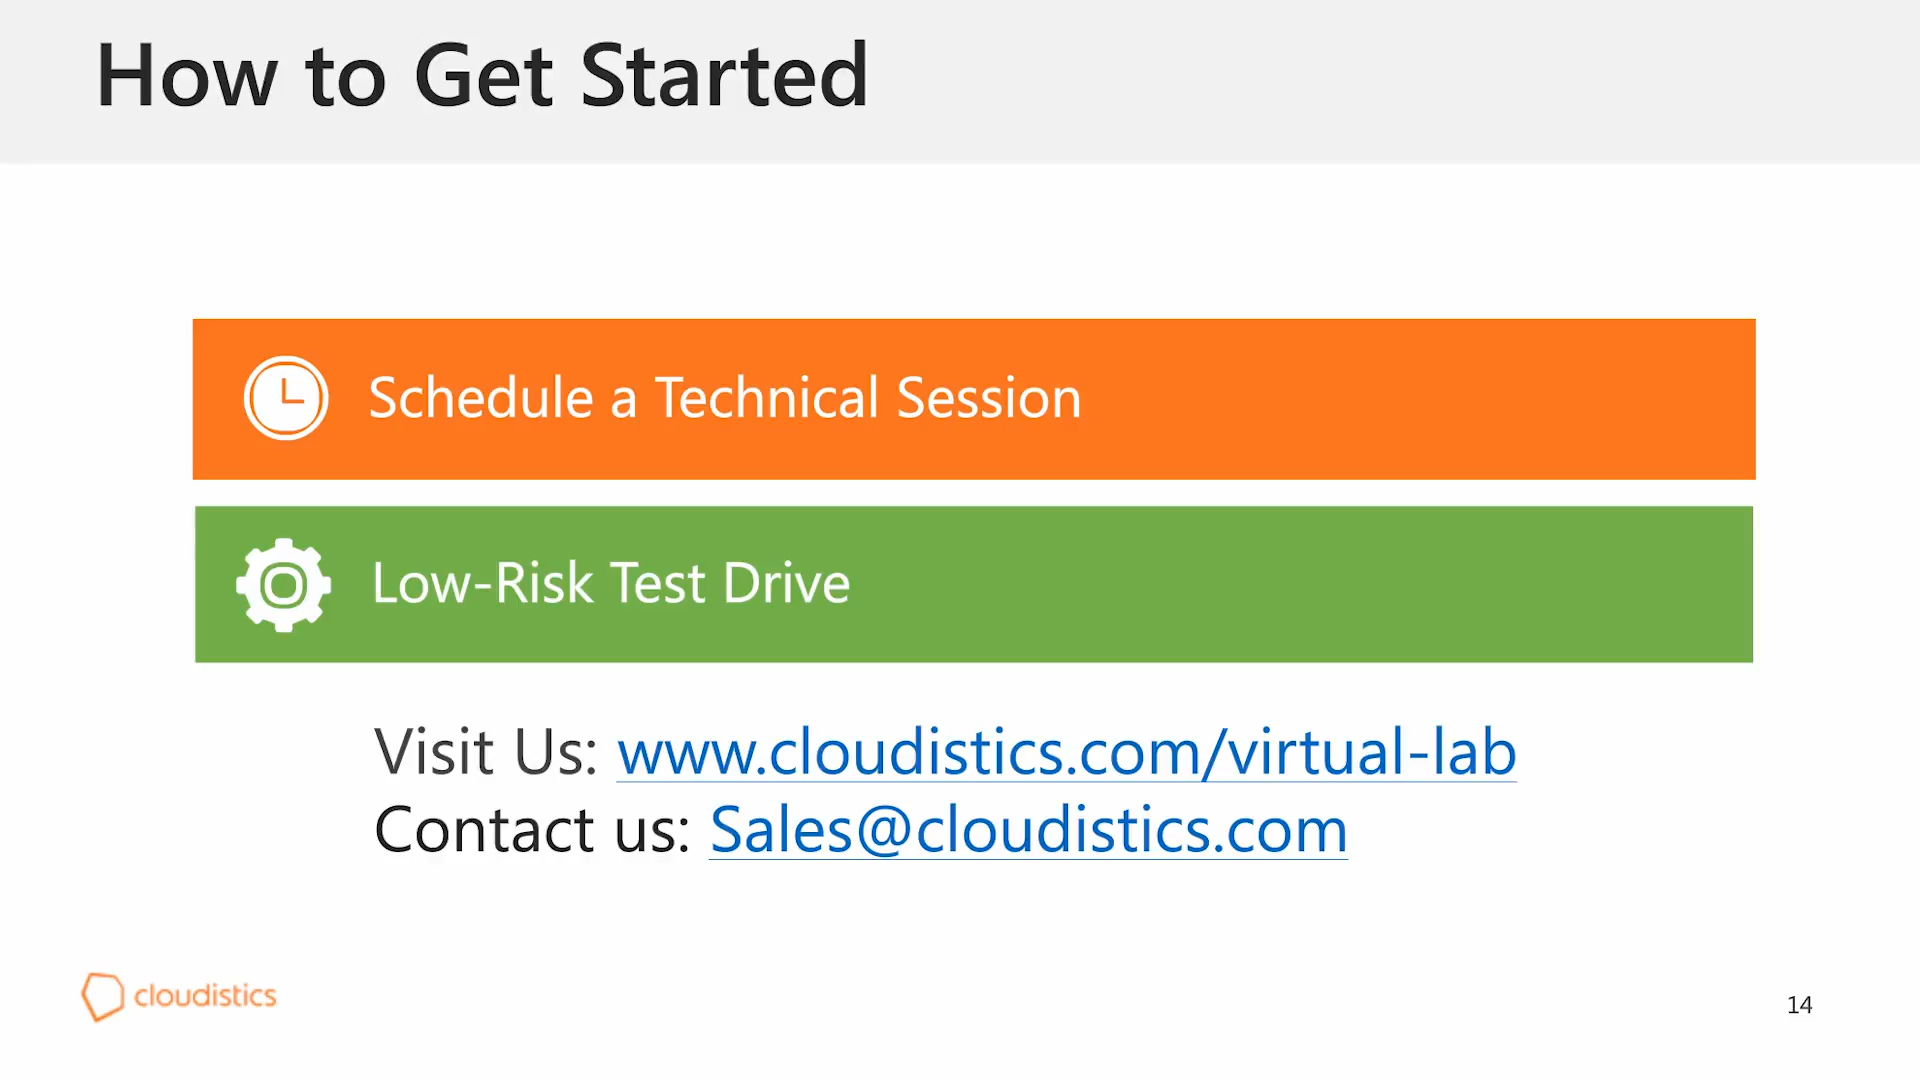 How to Get Started
Schedule a Technical Session
Low-Risk Test Drive
Visit Us: www.cloudistics.com/virtual-lab
Contact us: Sales@cloudistics.com
cloudistics
14